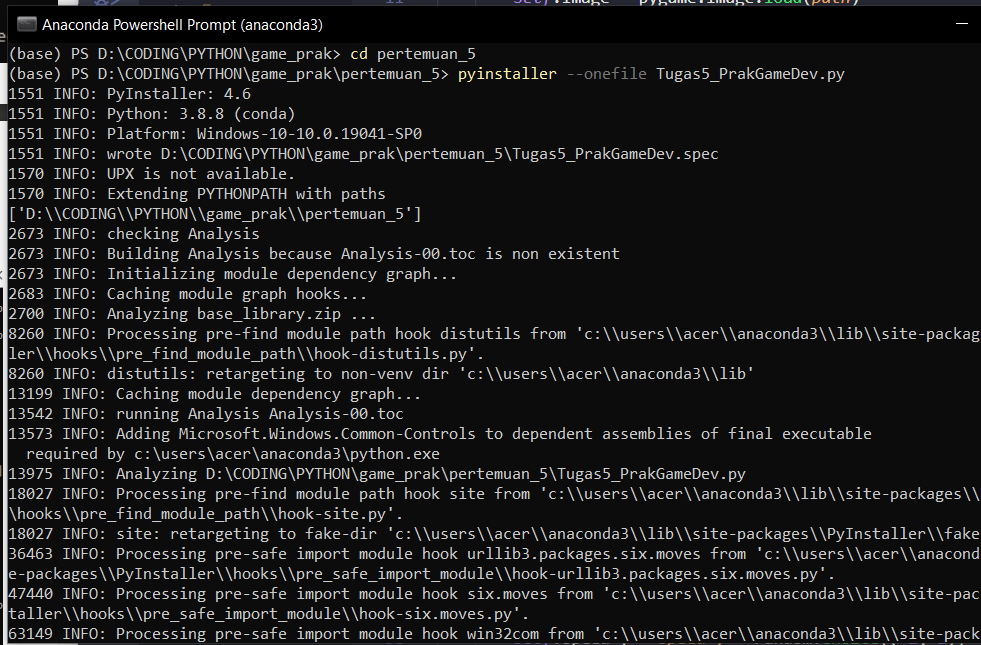 self.image = pygame.image.load(path)
Anaconda Powershell Prompt (anaconda3)
(base) PS D:\CODING\PYTHON\game_prak> cd pertemuan_5
(base) PS D:\CODING\PYTHON\game_prak\pertemuan_5> pyinstaller --onefile Tugas5_PrakGameDev.py
1551 INFO: PyInstaller: 4.6
1551 INFO: Python: 3.8.8 (conda)
1551 INFO: Platform: Windows-10-10.0.19041-SP0
1551 INFO: wrote D:\CODING\PYTHON\game_prak\pertemuan_5\Tugas5_PrakGameDev.spec
1570 INFO: UPX is not available.
1570 INFO: Extending PYTHONPATH with paths
['D:\\CODING\\PYTHON\\game_prak\\pertemuan_5']
2673 INFO: checking Analysis
2673 INFO: Building Analysis because Analysis-00.toc is non existent
2673 INFO: Initializing module dependency graph...
2683 INFO: Caching module graph hooks...
2700 INFO: Analyzing base_library.zip ...
8260 INFO: Processing pre-find module path hook distutils from 'c:\\users\\acer\\anaconda3\\lib\\site-packag
ler\\hooks\\pre_find_module_path\\hook-distutils.py'.
8260 INFO: distutils: retargeting to non-venv dir 'c:\\users\\acer\\anaconda3\\lib'
13199 INFO: Caching module dependency graph...
13542 INFO: running Analysis Analysis-00.toc
13573 INFO: Adding Microsoft.Windows.Common-Controls to dependent assemblies of final executable
  required by c:\users\acer\anaconda3\python.exe
13975 INFO: Analyzing D:\CODING\PYTHON\game_prak\pertemuan_5\Tugas5_PrakGameDev.py
18027 INFO: Processing pre-find module path hook site from 'c:\\users\\acer\\anaconda3\\lib\\site-packages\\
\hooks\\pre_find_module_path\\hook-site.py'.
18027 INFO: site: retargeting to fake-dir 'c:\\users\\acer\\anaconda3\\lib\\site-packages\\PyInstaller\\fake
36463 INFO: Processing pre-safe import module hook urllib3.packages.six.moves from 'c:\\users\\acer\\anacond
e-packages\\PyInstaller\\hooks\\pre_safe_import_module\\hook-urllib3.packages.six.moves.py'.
47440 INFO: Processing pre-safe import module hook six.moves from 'c:\\users\\acer\\anaconda3\\lib\\site-pac
taller\\hooks\\pre_safe_import_module\\hook-six.moves.py'.
63149 INFO: Processing pre-safe import module hook win32com from 'c:\\users\\acer\\anaconda3\\lib\\site-pack